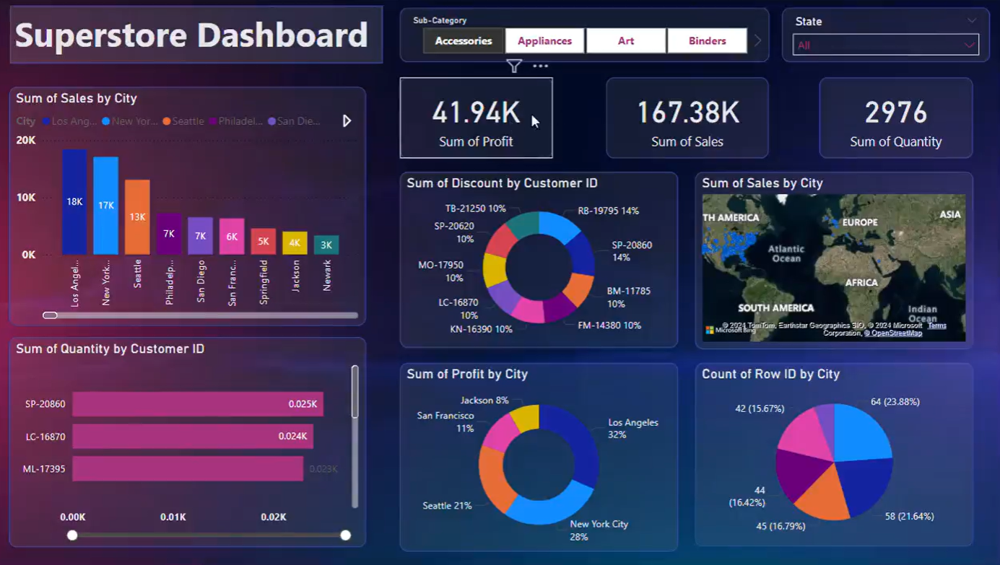 Superstore Dashboard
Sub-Category
Accessories
Appliances
Art
Binders
State
All
41.94K
Sum of Profit
167.38K
Sum of Sales
2976
Sum of Quantity
Sum of Sales by City
City
Los Ang...
New Yor...
Seattle
Philadel...
San Die...
20K
10K
0K
18K
17K
13K
7K
7K
6K
5K
4K
3K
Los Angel...
New York...
Seattle
Philadelp...
San Diego
San Franc...
Springfield
Jackson
Newark
Sum of Discount by Customer ID
TB-21250 10%
RB-19795 14%
SP-20620
10%
SP-20860
14%
MO-17950
10%
BM-11785
10%
LC-16870
10%
FM-14380 10%
KN-16390 10%
Sum of Sales by City
TH AMERICA
EUROPE
ASIA
Atlantic
Ocean
AFRICA
SOUTH AMERICA
Indian
Ocean
Microsoft Bing
© 2024 TomTom, Earthstar Geographics SIO, © 2024 Microsoft
Corporation, © OpenStreetMap
Terms
Sum of Quantity by Customer ID
SP-20860
0.025K
LC-16870
0.024K
ML-17395
0.023K
0.00K
0.01K
0.02K
Sum of Profit by City
Jackson 8%
San Francisco
11%
Los Angeles
32%
Seattle 21%
New York City
28%
Count of Row ID by City
64 (23.88%)
42 (15.67%)
44
(16.42%)
45 (16.79%)
58 (21.64%)